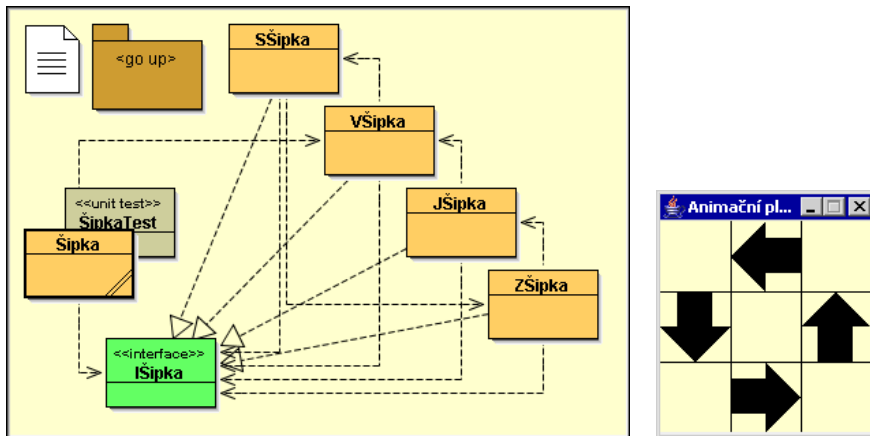 <go up>
SŠipka
VŠipka
<<unit test>>
ŠipkaTest
JŠipka
Šipka
ZŠipka
<<interface>>
IŠipka
Animační pl...